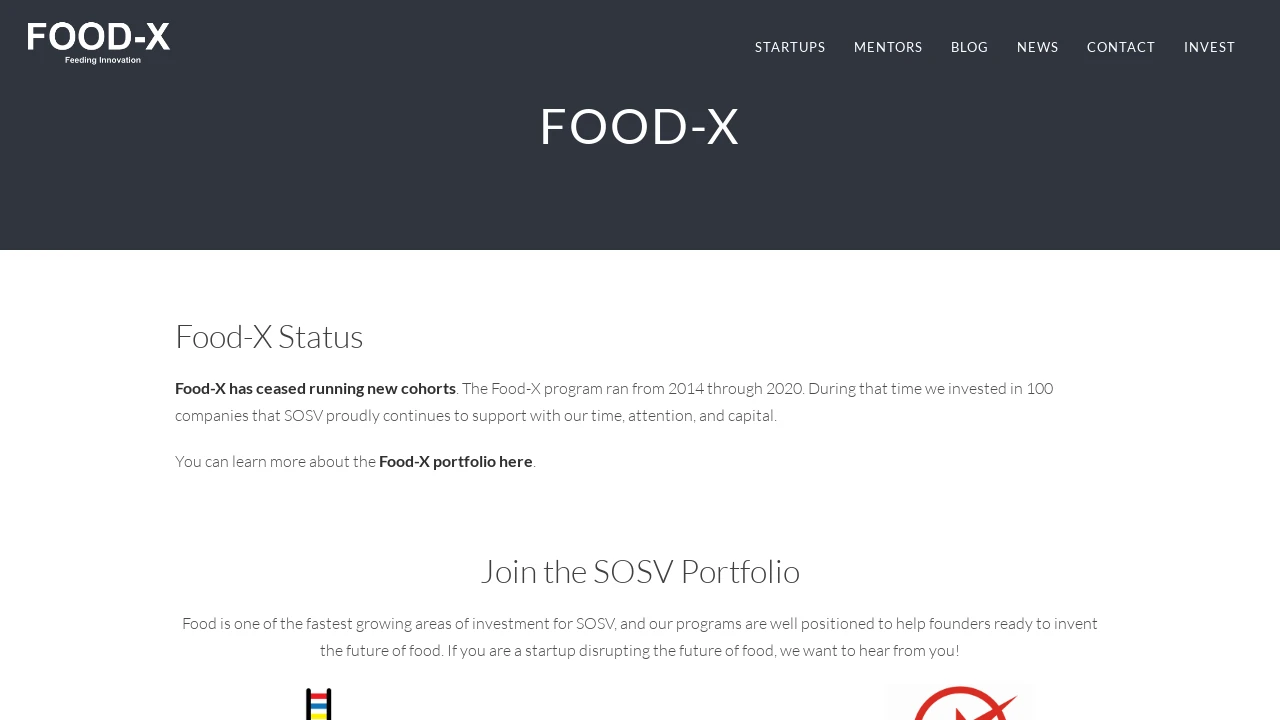 FOOD-X
Feeding Innovation
STARTUPS MENTORS BLOG NEWS CONTACT INVEST
FOOD-X
Food-X Status
Food-X has ceased running new cohorts. The Food-X program ran from 2014 through 2020. During that time we invested in 100
companies that SOSV proudly continues to support with our time, attention, and capital.
You can learn more about the Food-X portfolio here.
Join the SOSV Portfolio
Food is one of the fastest growing areas of investment for SOSV, and our programs are well positioned to help founders ready to invent
the future of food. If you are a startup disrupting the future of food, we want to hear from you!